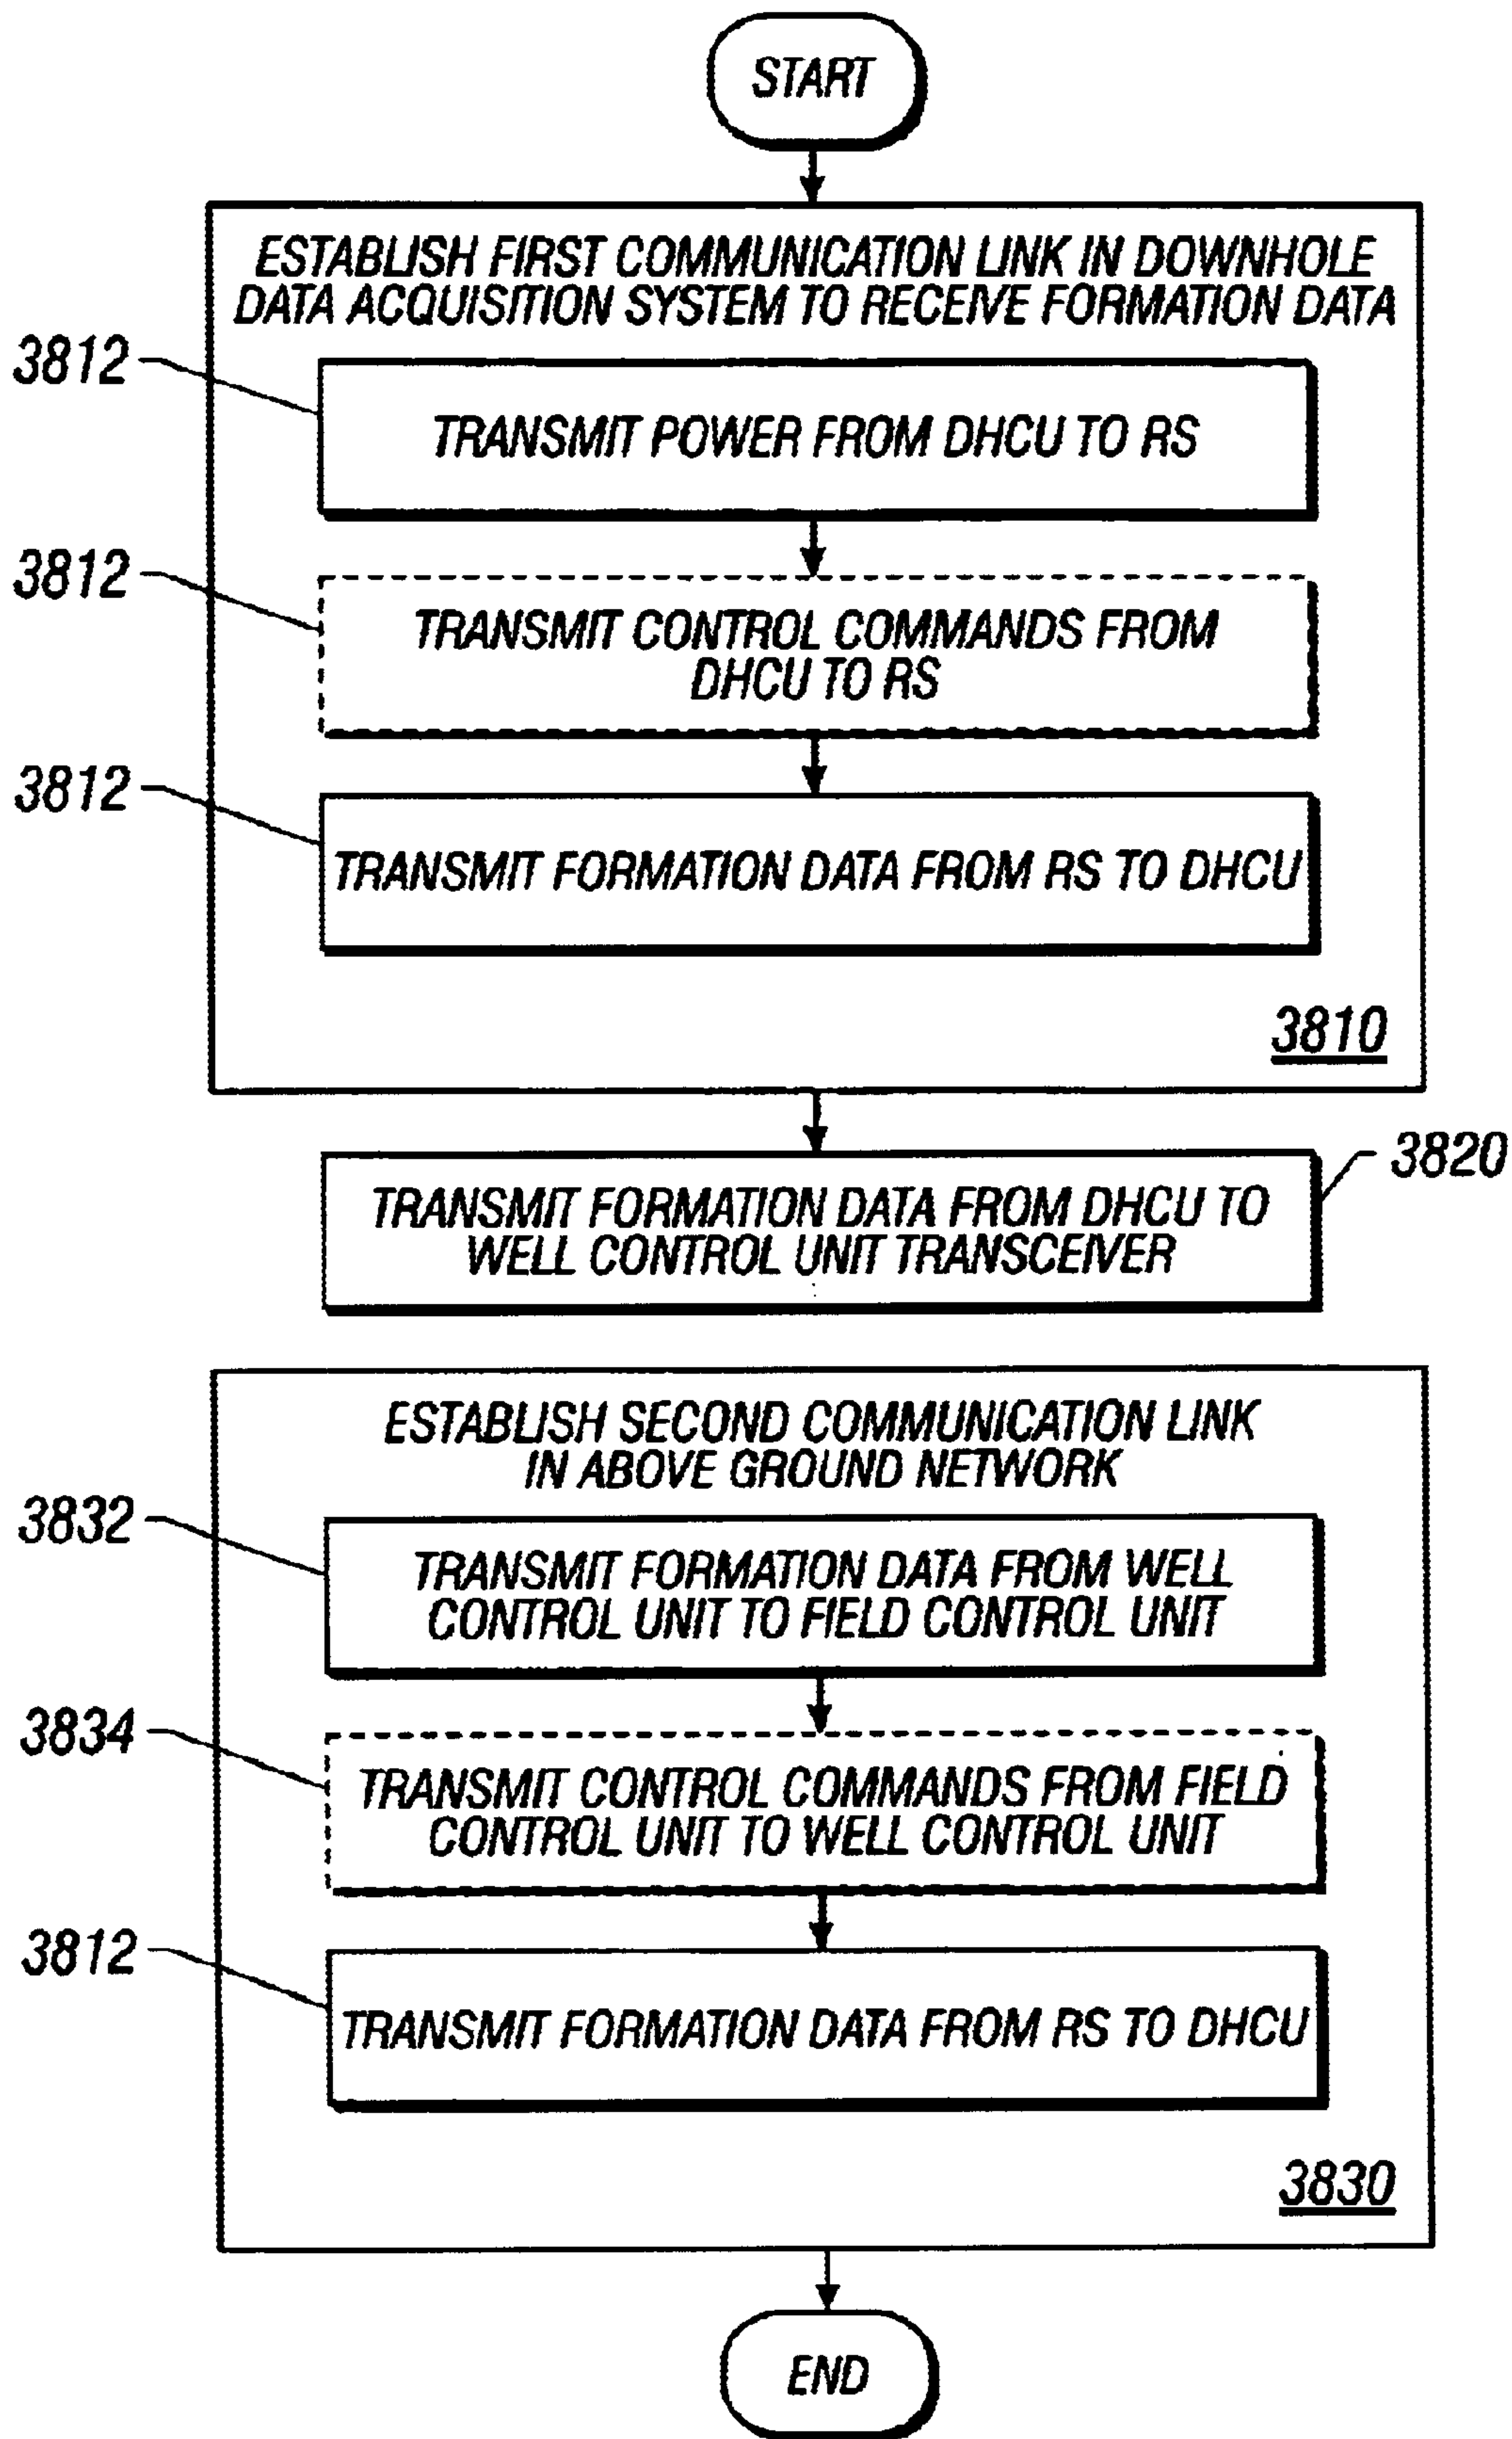 START
ESTABLISH FIRST COMMUNICATION LINK IN DOWNHOLE
DATA ACQUISITION SYSTEM TO RECEIVE FORMATION DATA
3812
TRANSMIT POWER FROM DHCU TO RS
3812
TRANSMIT CONTROL COMMANDS FROM
DHCU TO RS
3812
TRANSMIT FORMATION DATA FROM RS TO DHCU
3810
3820
TRANSMIT FORMATION DATA FROM DHCU TO
WELL CONTROL UNIT TRANSCEIVER
ESTABLISH SECOND COMMUNICATION LINK
IN ABOVE GROUND NETWORK
3832
TRANSMIT FORMATION DATA FROM WELL
CONTROL UNIT TO FIELD CONTROL UNIT
3834
TRANSMIT CONTROL COMMANDS FROM FIELD
CONTROL UNIT TO WELL CONTROL UNIT
3812
TRANSMIT FORMATION DATA FROM RS TO DHCU
3830
END